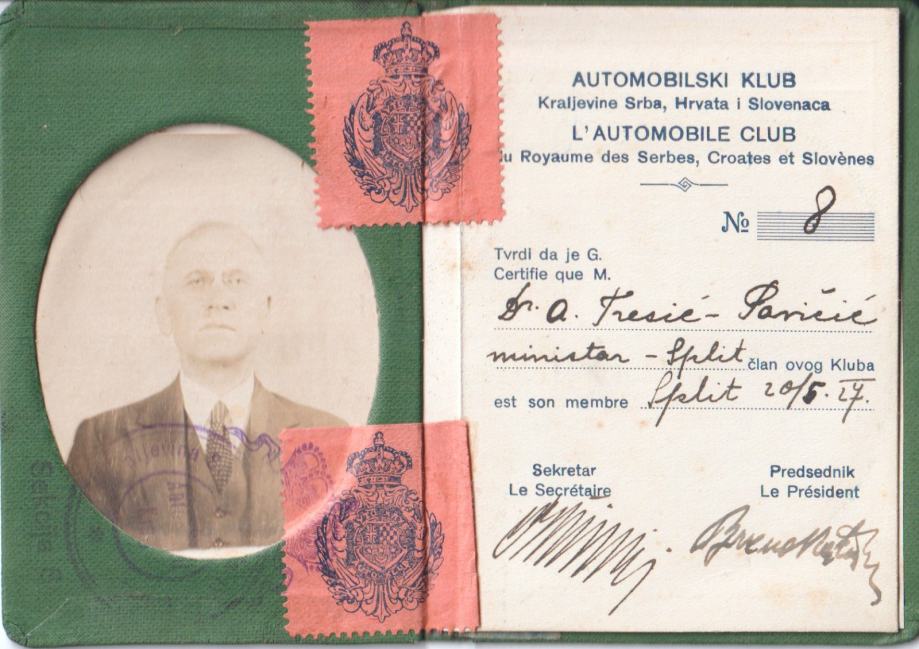 AUTOMOBILSKI KLUB
Kraljevine Srba, Hrvata i Slovenaca
L'AUTOMOBILE CLUB
u Royaume des Serbes, Croates et Slovènes
№ 8
Tvrdi da je G.
Certifie que M.
Dr. A. Tresić - Pavičić
ministar - Split član ovog Kluba
est son membre Split 20/5. 27.
Sekretar Predsednik
Le Secrétaire Le Président